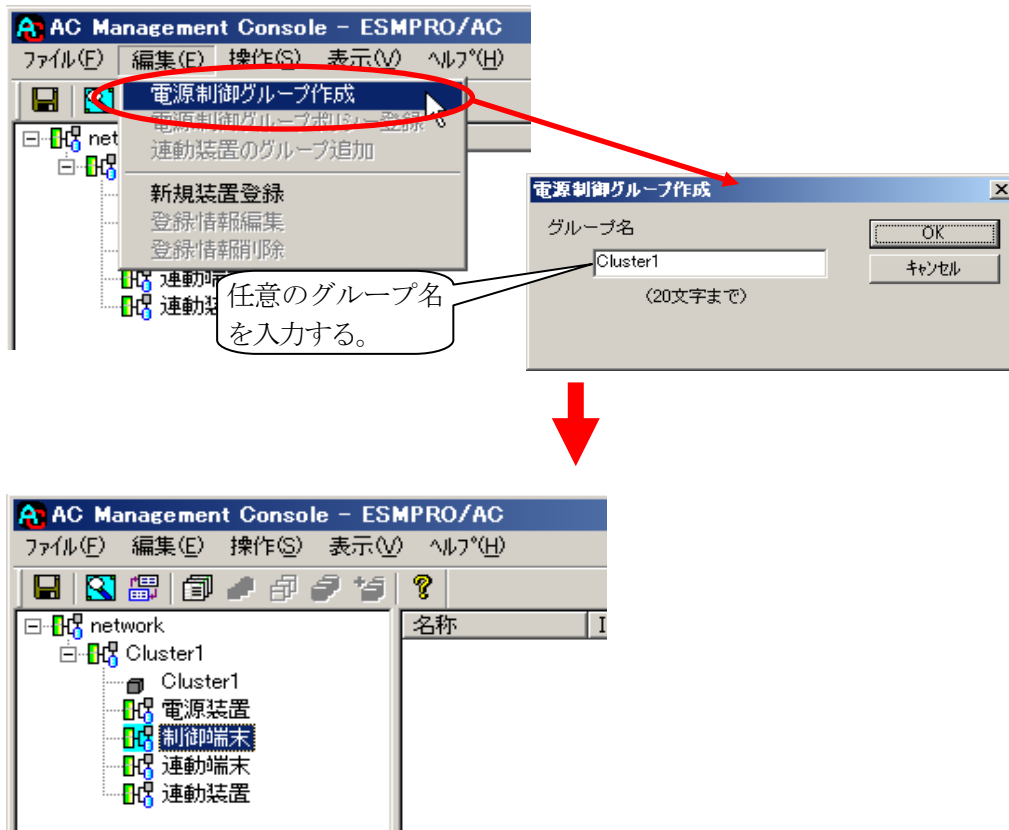 AC Management Console - ESMPRO/AC
ファイル(F) 編集(E) 操作(S) 表示(V) ヘルプ(H)
電源制御グループ作成
電源制御グループポリシー登録
連動装置のグループ追加
新規装置登録
登録情報編集
登録情報削除
net
連動端
連動装
任意のグループ名
を入力する。
電源制御グループ作成
グループ名
Cluster1
(20文字まで)
OK
キャンセル
AC Management Console - ESMPRO/AC
ファイル(F) 編集(E) 操作(S) 表示(V) ヘルプ(H)
名称 I
network
Cluster1
Cluster1
電源装置
制御端末
連動端末
連動装置